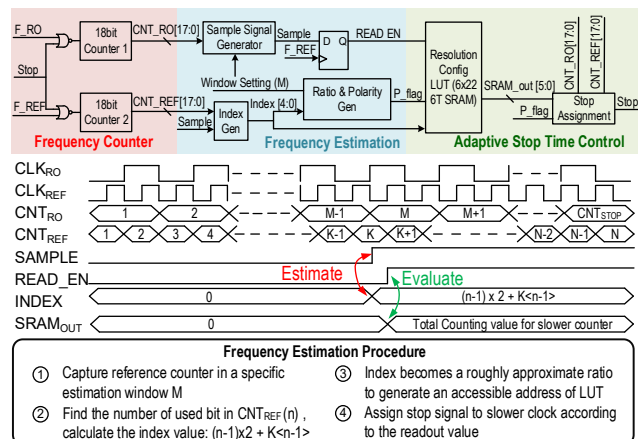 F_RO
Stop
F_REF
18bit
Counter 1
18bit
Counter 2
CNT_RO[17:0]
CNT_REF[17:0]
Sample
Sample Signal
Generator
Sample
F_REF
D Q
READ EN
Window Setting (M)
Index
Gen
Index [4:0]
Ratio & Polarity
Gen
P_flag
Resolution
Config
LUT (6x22
6T SRAM)
SRAM_out [5:0]
P_flag
CNT_RO[17:0]
CNT_REF[17:0]
Stop
Assignment
Stop
Frequency Counter
Frequency Estimation
Adaptive Stop Time Control
CLKRO
CLKREF
CNTRO 1 2 M-1 M M+1 CNTSTOP
CNTREF 1 2 3 4 K-1 K K+1 N-2 N-1 N
SAMPLE
Estimate
READ_EN
Evaluate
INDEX 0 (n-1) x 2 + K<n-1>
SRAMOUT 0 Total Counting value for slower counter
Frequency Estimation Procedure
① Capture reference counter in a specific
estimation window M
② Find the number of used bit in CNTREF(n) ,
calculate the index value: (n-1)x2 + K<n-1>
③ Index becomes a roughly approximate ratio
to generate an accessible address of LUT
④ Assign stop signal to slower clock according
to the readout value